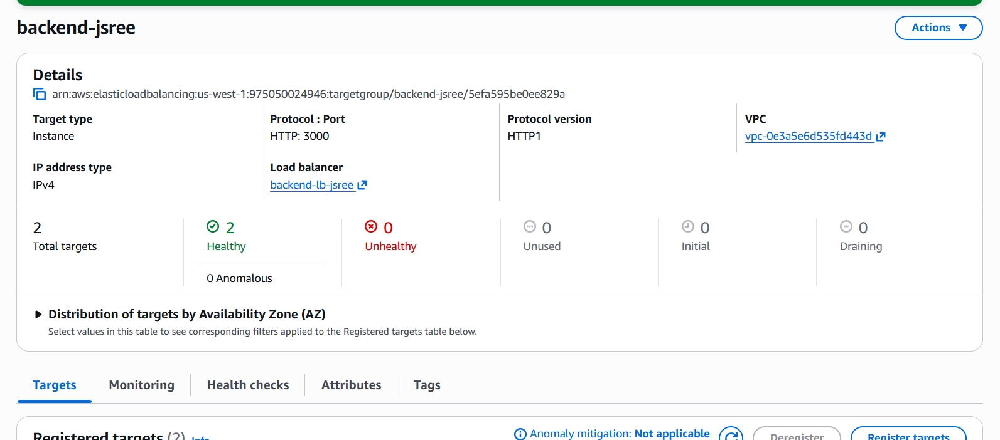 backend-jsree
Actions
Details
arn:aws:elasticloadbalancing:us-west-1:975050024946:targetgroup/backend-jsree/5efa595be0ee829a
Target type
Instance
Protocol : Port
HTTP: 3000
Protocol version
HTTP1
VPC
vpc-0e3a5e6d535fd443d
IP address type
IPv4
Load balancer
backend-lb-jsree
2
Total targets
2
Healthy
0 Anomalous
0
Unhealthy
0
Unused
0
Initial
0
Draining
Distribution of targets by Availability Zone (AZ)
Select values in this table to see corresponding filters applied to the Registered targets table below.
Targets
Monitoring
Health checks
Attributes
Tags
Registered targets (2) Info
Anomaly mitigation: Not applicable
Deregister
Register targets